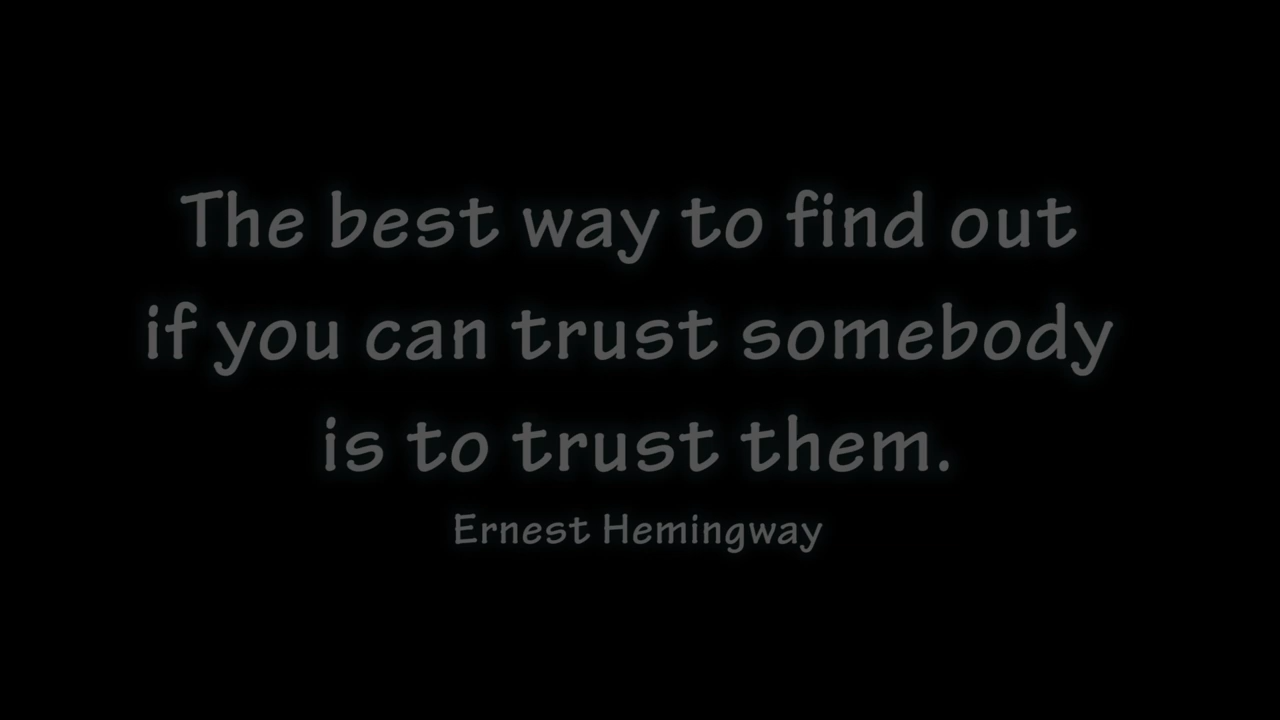 The best way to find out
if you can trust somebody
is to trust them.
Ernest Hemingway